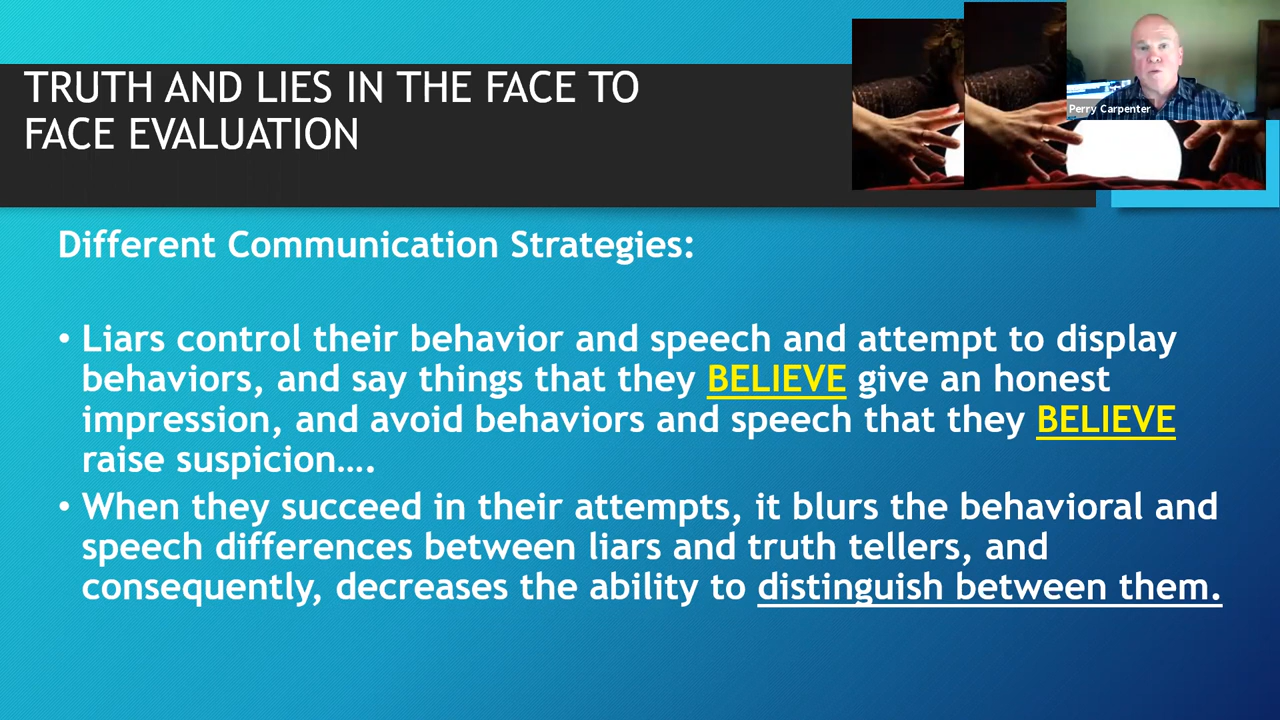 TRUTH AND LIES IN THE FACE TO
FACE EVALUATION
Perry Carpenter
Different Communication Strategies:
• Liars control their behavior and speech and attempt to display
behaviors, and say things that they BELIEVE give an honest
impression, and avoid behaviors and speech that they BELIEVE
raise suspicion….
• When they succeed in their attempts, it blurs the behavioral and
speech differences between liars and truth tellers, and
consequently, decreases the ability to distinguish between them.